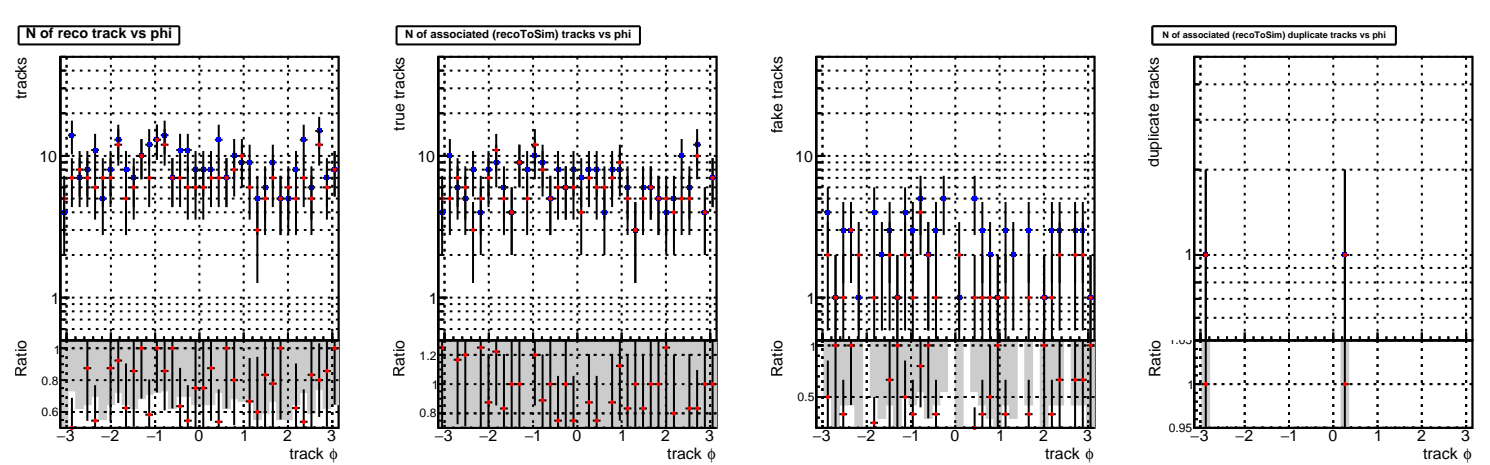 N of reco track vs phi
tracks
10
1
Ratio
1
0.8
0.6
−3 −2 −1 0 1 2 3
track ϕ
N of associated (recoToSim) tracks vs phi
true tracks
10
1
Ratio
1.2
1
0.8
−3 −2 −1 0 1 2 3
track ϕ
fake tracks
10
1
Ratio
1
0.5
−3 −2 −1 0 1 2 3
track ϕ
N of associated (recoToSim) duplicate tracks vs phi
duplicate tracks
1
Ratio
1.05
1
0.95
−3 −2 −1 0 1 2 3
track ϕ